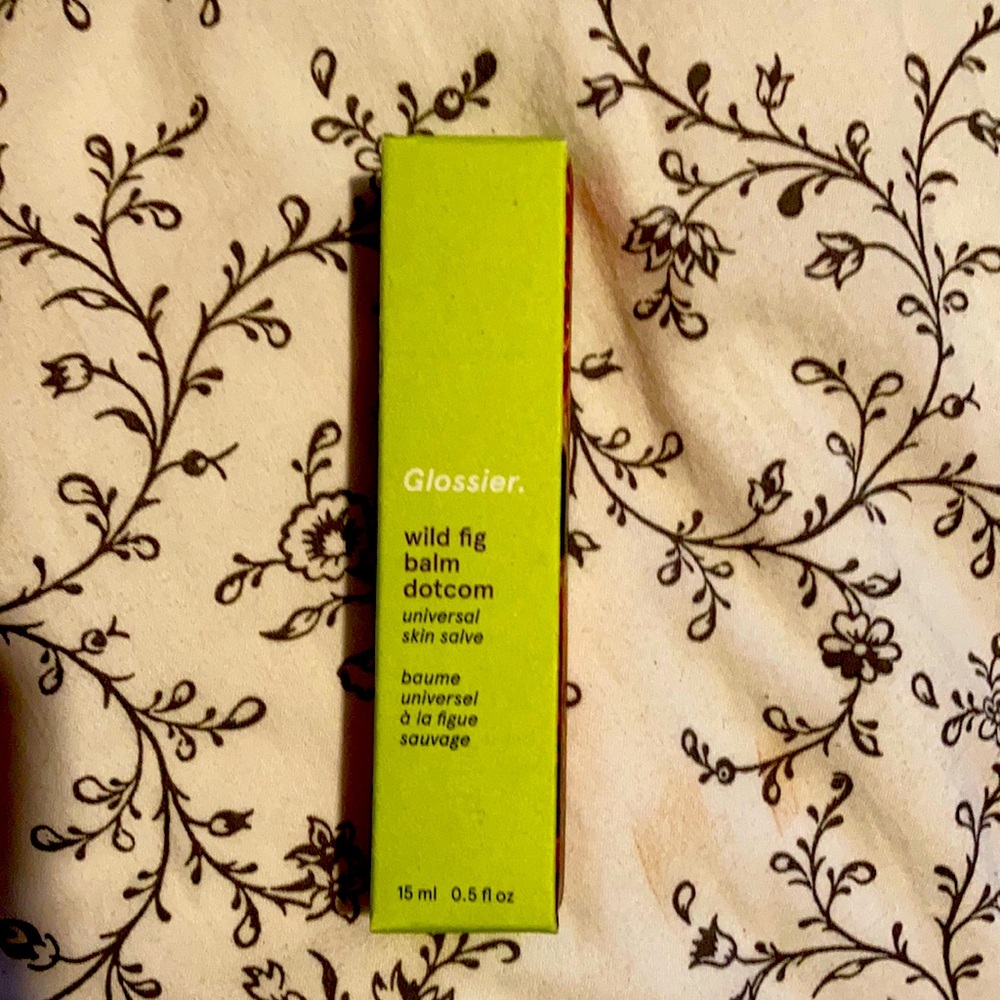 Glossier.
wild fig
balm
dotcom
universal
skin salve
baume
universel
à la figue
sauvage
15 ml 0.5 fl oz